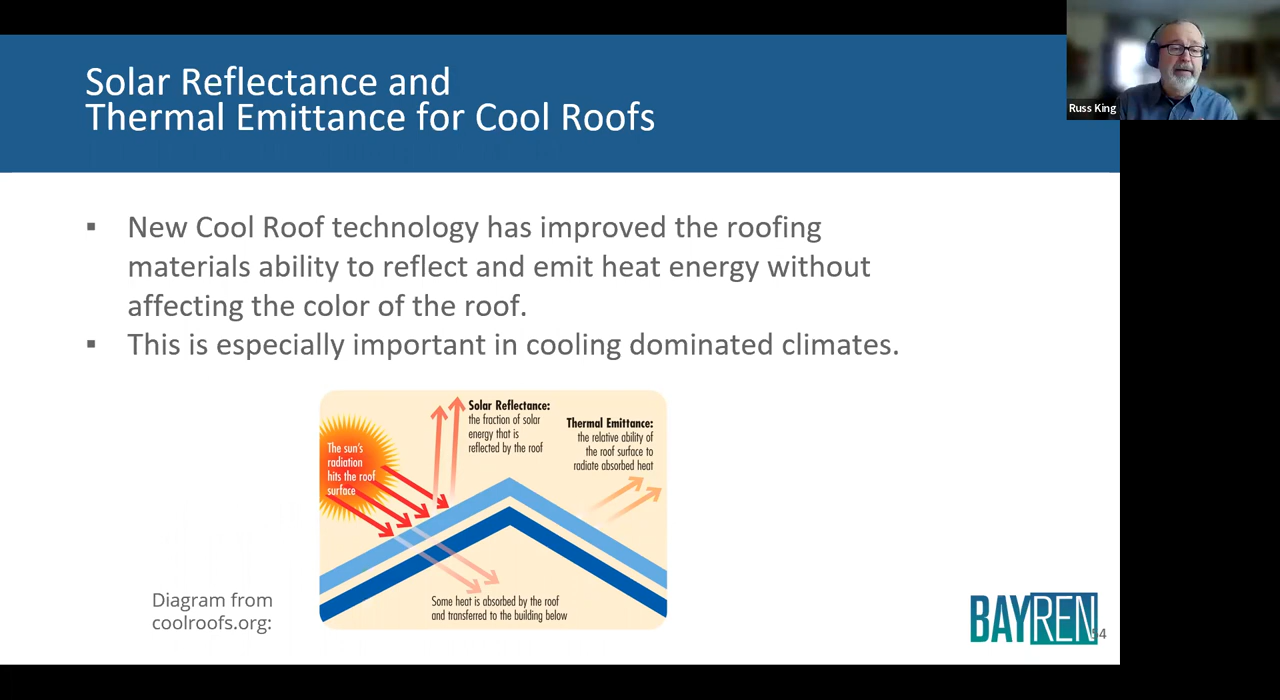 Solar Reflectance and
Thermal Emittance for Cool Roofs
Russ King
▪ New Cool Roof technology has improved the roofing
materials ability to reflect and emit heat energy without
affecting the color of the roof.
▪ This is especially important in cooling dominated climates.
The sun's
radiation
hits the roof
surface
Solar Reflectance:
the fraction of solar
energy that is
reflected by the roof
Thermal Emittance:
the relative ability of
the roof surface to
radiate absorbed heat
Some heat is absorbed by the roof
and transferred to the building below
Diagram from
coolroofs.org:
BAYREN
54